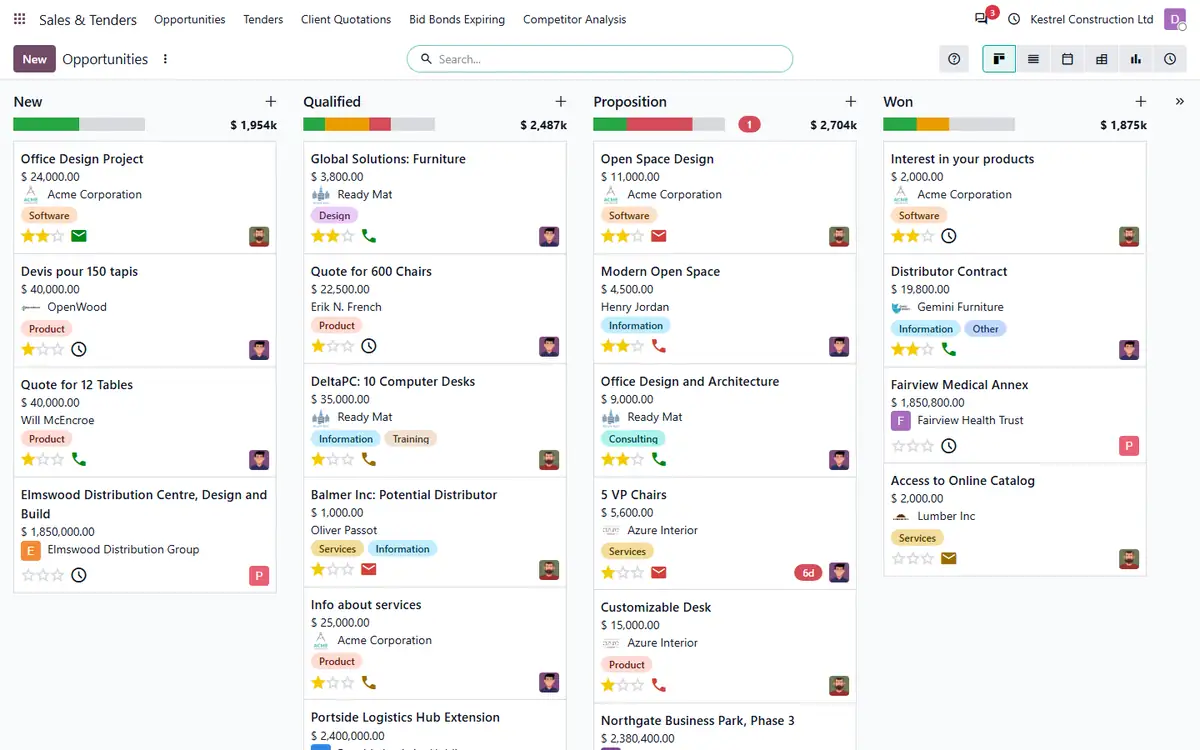 Sales & Tenders Opportunities Tenders Client Quotations Bid Bonds Expiring Competitor Analysis 3 Kestrel Construction Ltd D
New Opportunities Search...
New $ 1,954k
Office Design Project
$ 24,000.00
Acme Corporation
Software
Devis pour 150 tapis
$ 40,000.00
OpenWood
Product
Quote for 12 Tables
$ 40,000.00
Will McEncroe
Product
Elmswood Distribution Centre, Design and
Build
$ 1,850,000.00
E Elmswood Distribution Group
P
Qualified $ 2,487k
Global Solutions: Furniture
$ 3,800.00
Ready Mat
Design
Quote for 600 Chairs
$ 22,500.00
Erik N. French
Product
DeltaPC: 10 Computer Desks
$ 35,000.00
Ready Mat
Information Training
Balmer Inc: Potential Distributor
$ 1,000.00
Oliver Passot
Services Information
Info about services
$ 25,000.00
Acme Corporation
Product
Portside Logistics Hub Extension
$ 2,400,000.00
Proposition 1 $ 2,704k
Open Space Design
$ 11,000.00
Acme Corporation
Software
Modern Open Space
$ 4,500.00
Henry Jordan
Information
Office Design and Architecture
$ 9,000.00
Ready Mat
Consulting
5 VP Chairs
$ 5,600.00
Azure Interior
Services
6d
Customizable Desk
$ 15,000.00
Azure Interior
Product
Northgate Business Park, Phase 3
$ 2,380,400.00
Won $ 1,875k
Interest in your products
$ 2,000.00
Acme Corporation
Software
Distributor Contract
$ 19,800.00
Gemini Furniture
Information Other
Fairview Medical Annex
$ 1,850,800.00
F Fairview Health Trust
P
Access to Online Catalog
$ 2,000.00
Lumber Inc
Services